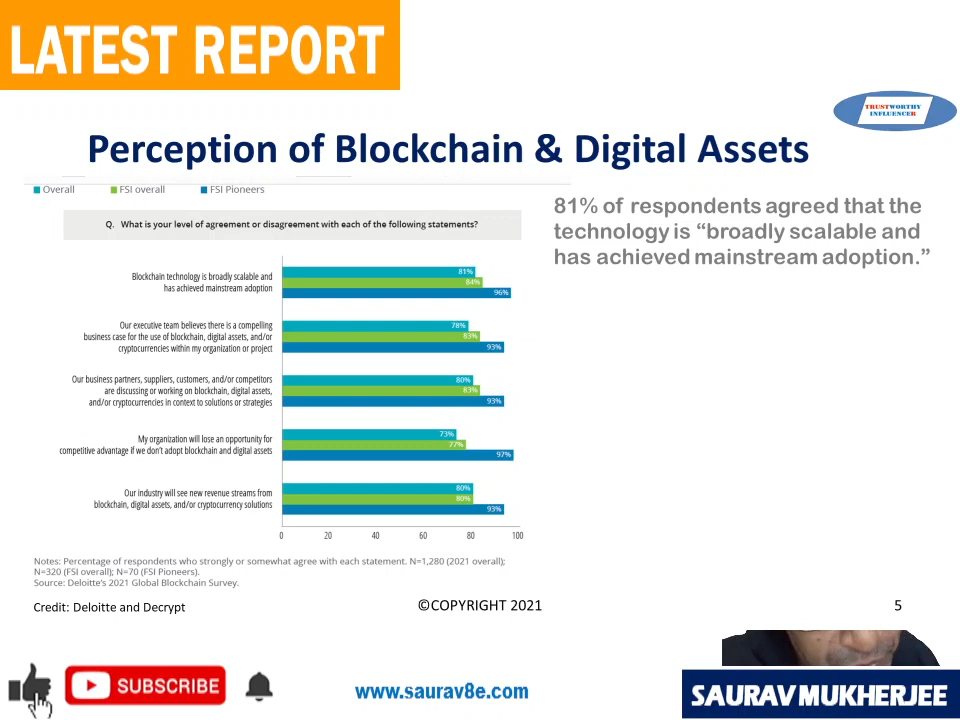 LATEST REPORT
TRUSTWORTHY
INFLUENCER
Perception of Blockchain & Digital Assets
Overall FSI overall FSI Pioneers
81% of respondents agreed that the
technology is “broadly scalable and
has achieved mainstream adoption.”
Q. What is your level of agreement or disagreement with each of the following statements?
Blockchain technology is broadly scalable and
has achieved mainstream adoption
81%
84%
96%
Our executive team believes there is a compelling
business case for the use of blockchain, digital assets, and/or
cryptocurrencies within my organization or project
78%
83%
93%
Our business partners, suppliers, customers, and/or competitors
are discussing or working on blockchain, digital assets,
and/or cryptocurrencies in context to solutions or strategies
80%
83%
93%
My organization will lose an opportunity for
competitive advantage if we don’t adopt blockchain and digital assets
73%
77%
97%
Our industry will see new revenue streams from
blockchain, digital assets, and/or cryptocurrency solutions
80%
80%
93%
0 20 40 60 80 100
Notes: Percentage of respondents who strongly or somewhat agree with each statement. N=1,280 (2021 overall);
N=320 (FSI overall); N=70 (FSI Pioneers).
Source: Deloitte’s 2021 Global Blockchain Survey.
Credit: Deloitte and Decrypt
©COPYRIGHT 2021
5
SUBSCRIBE
www.saurav8e.com
SAURAV MUKHERJEE